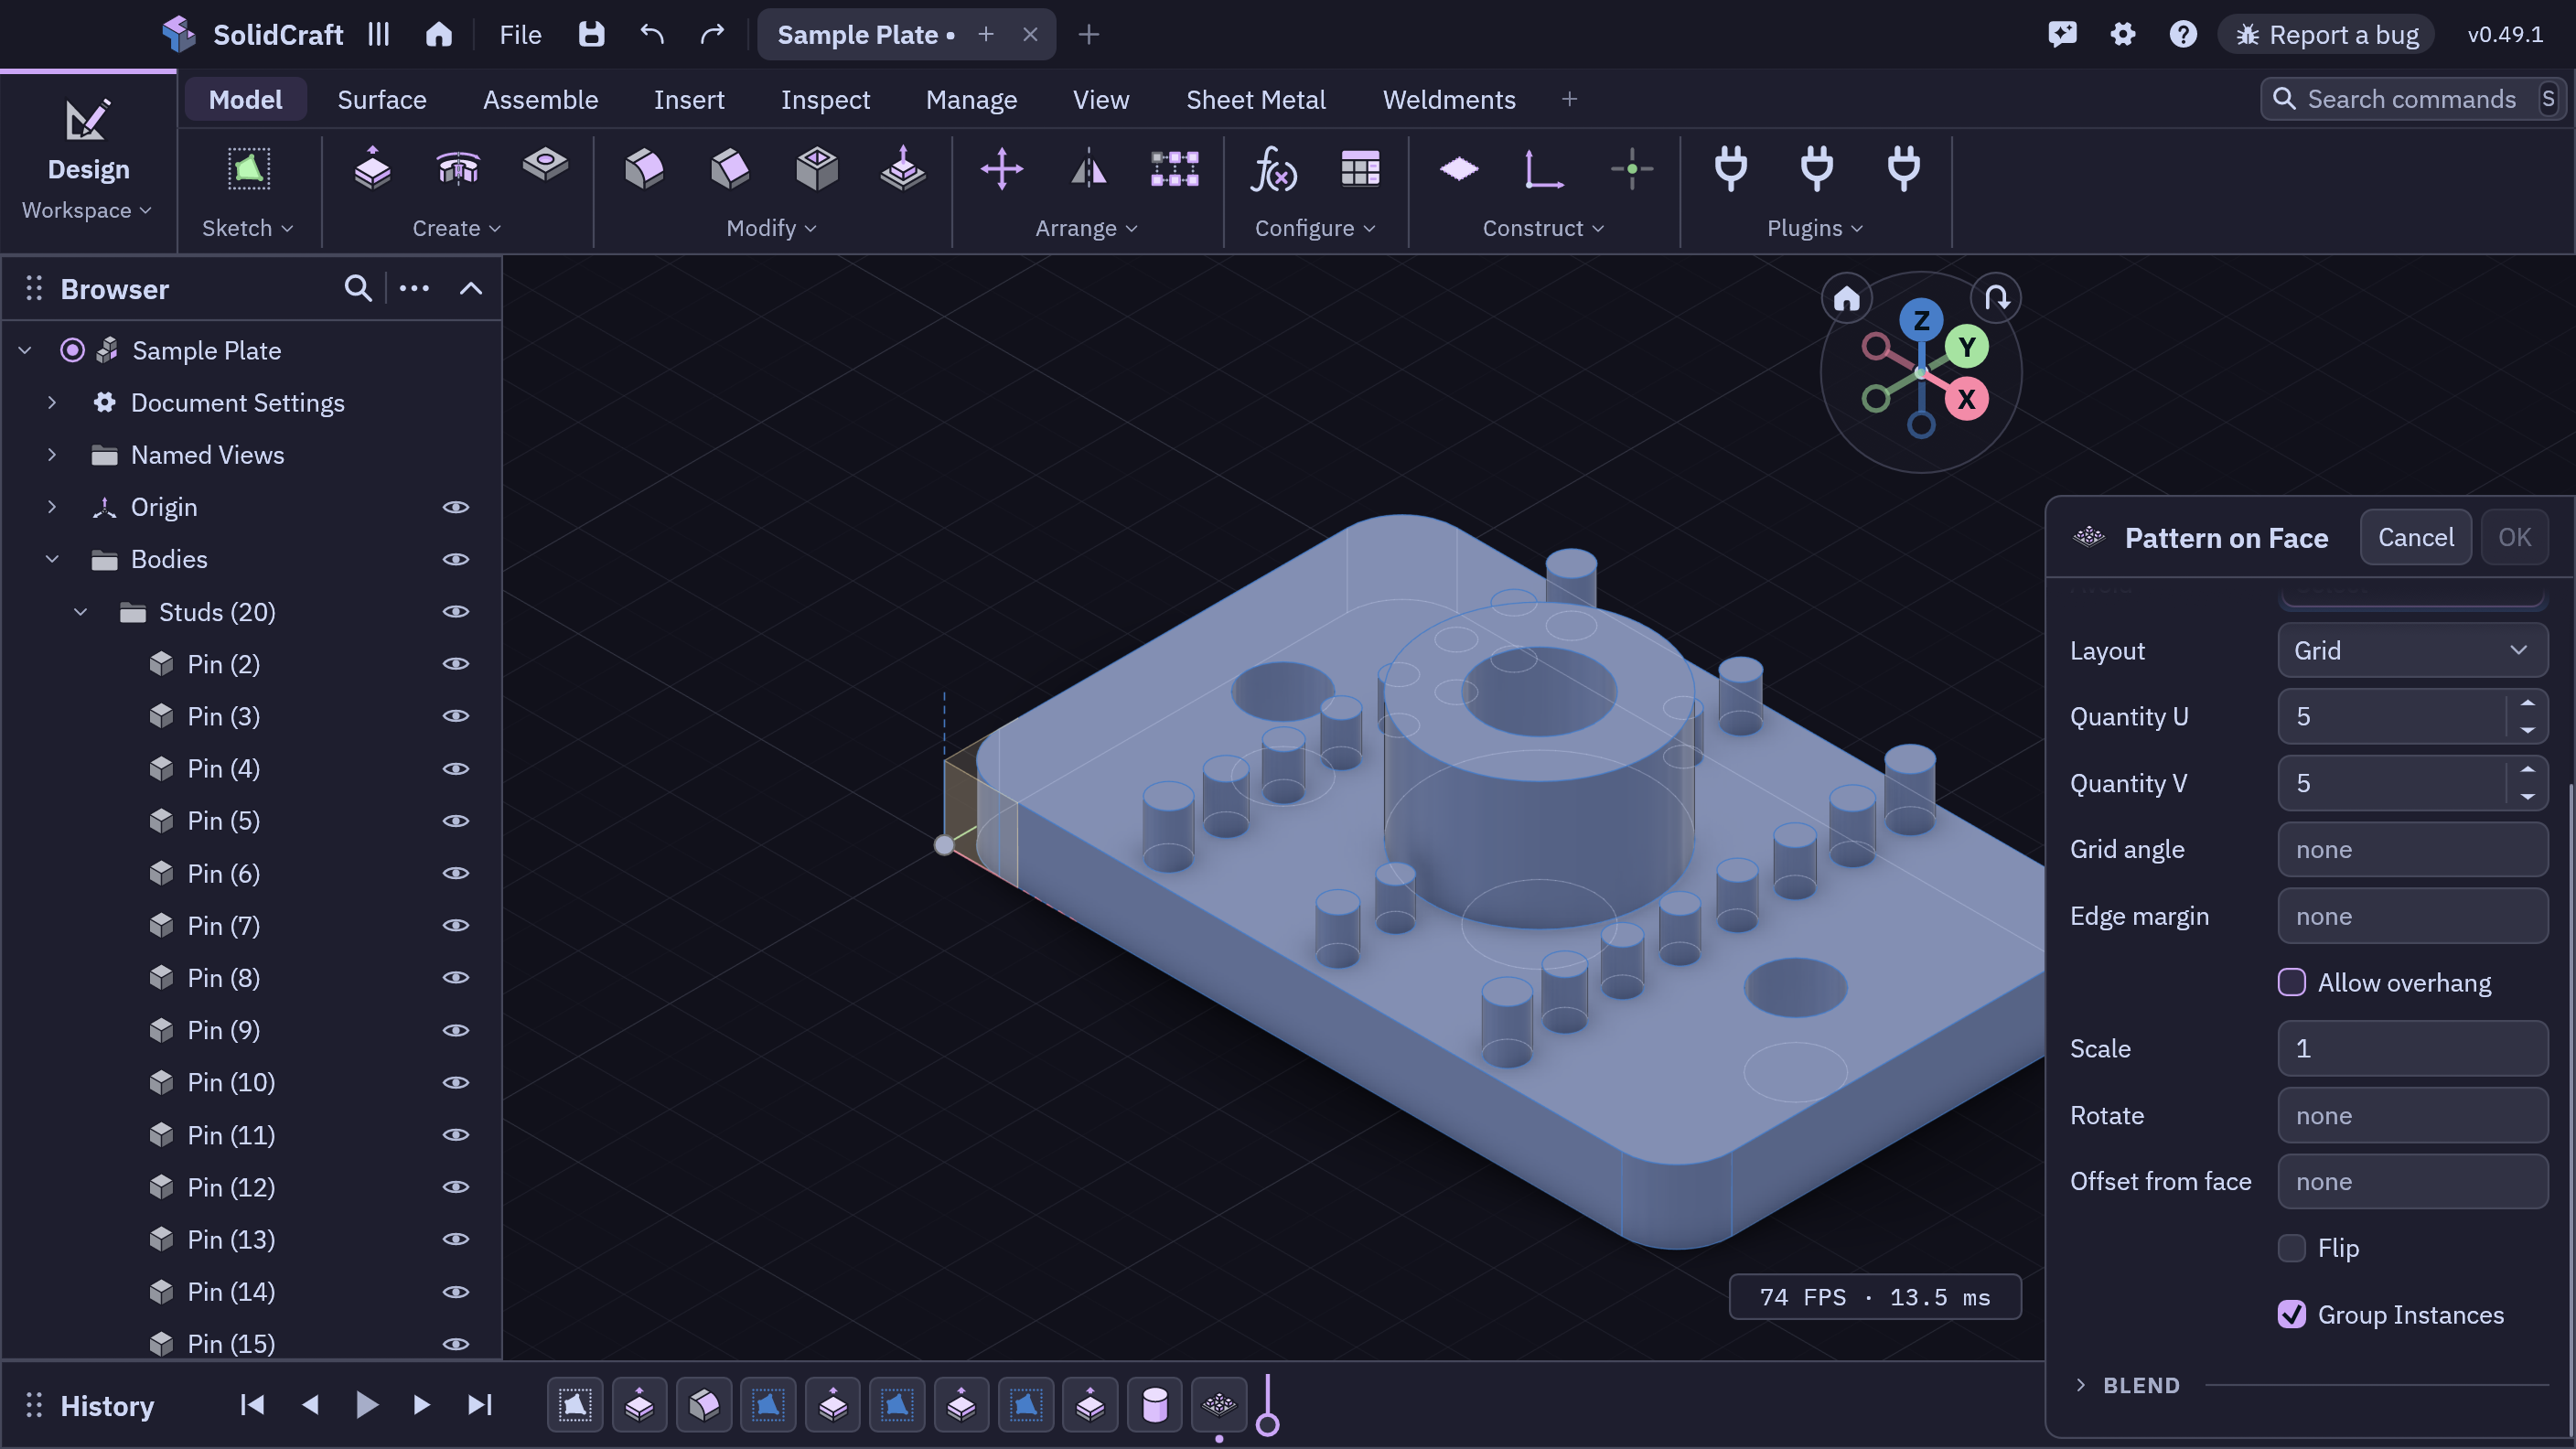 SolidCraft File Sample Plate • Report a bug v0.49.1
Model Surface Assemble Insert Inspect Manage View Sheet Metal Weldments Search commands S
Design
Workspace
Sketch Create Modify Arrange Configure Construct Plugins
Browser
Sample Plate
Document Settings
Named Views
Origin
Bodies
Studs (20)
Pin (2)
Pin (3)
Pin (4)
Pin (5)
Pin (6)
Pin (7)
Pin (8)
Pin (9)
Pin (10)
Pin (11)
Pin (12)
Pin (13)
Pin (14)
Pin (15)
Z
Y
X
Pattern on Face Cancel OK
Layout Grid
Quantity U 5
Quantity V 5
Grid angle none
Edge margin none
Allow overhang
Scale 1
Rotate none
Offset from face none
Flip
Group Instances
BLEND
74 FPS · 13.5 ms
History